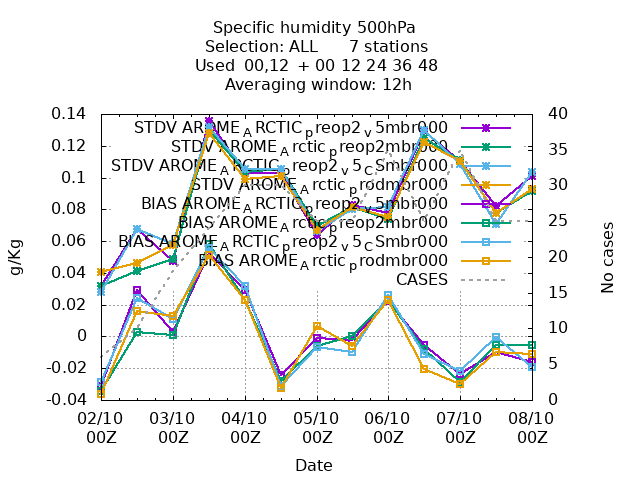 Specific humidity 500hPa
Selection: ALL 7 stations
Used 00,12 + 00 12 24 36 48
Averaging window: 12h
0.14
0.12
0.1
0.08
0.06
0.04
0.02
0
-0.02
-0.04
g/Kg
STDV AROME_ARCTIC_preop2_v5mbr000
STDV AROME_Arctic_preop2mbr000
STDV AROME_ARCTIC_preop2_v5_CSmbr000
STDV AROME_Arctic_prodmbr000
BIAS AROME_ARCTIC_preop2_v5mbr000
BIAS AROME_Arctic_preop2mbr000
BIAS AROME_ARCTIC_preop2_v5_CSmbr000
BIAS AROME_Arctic_prodmbr000
CASES
40
35
30
25
20
15
10
5
0
No cases
02/10 03/10 04/10 05/10 06/10 07/10 08/10
00Z 00Z 00Z 00Z 00Z 00Z 00Z
Date